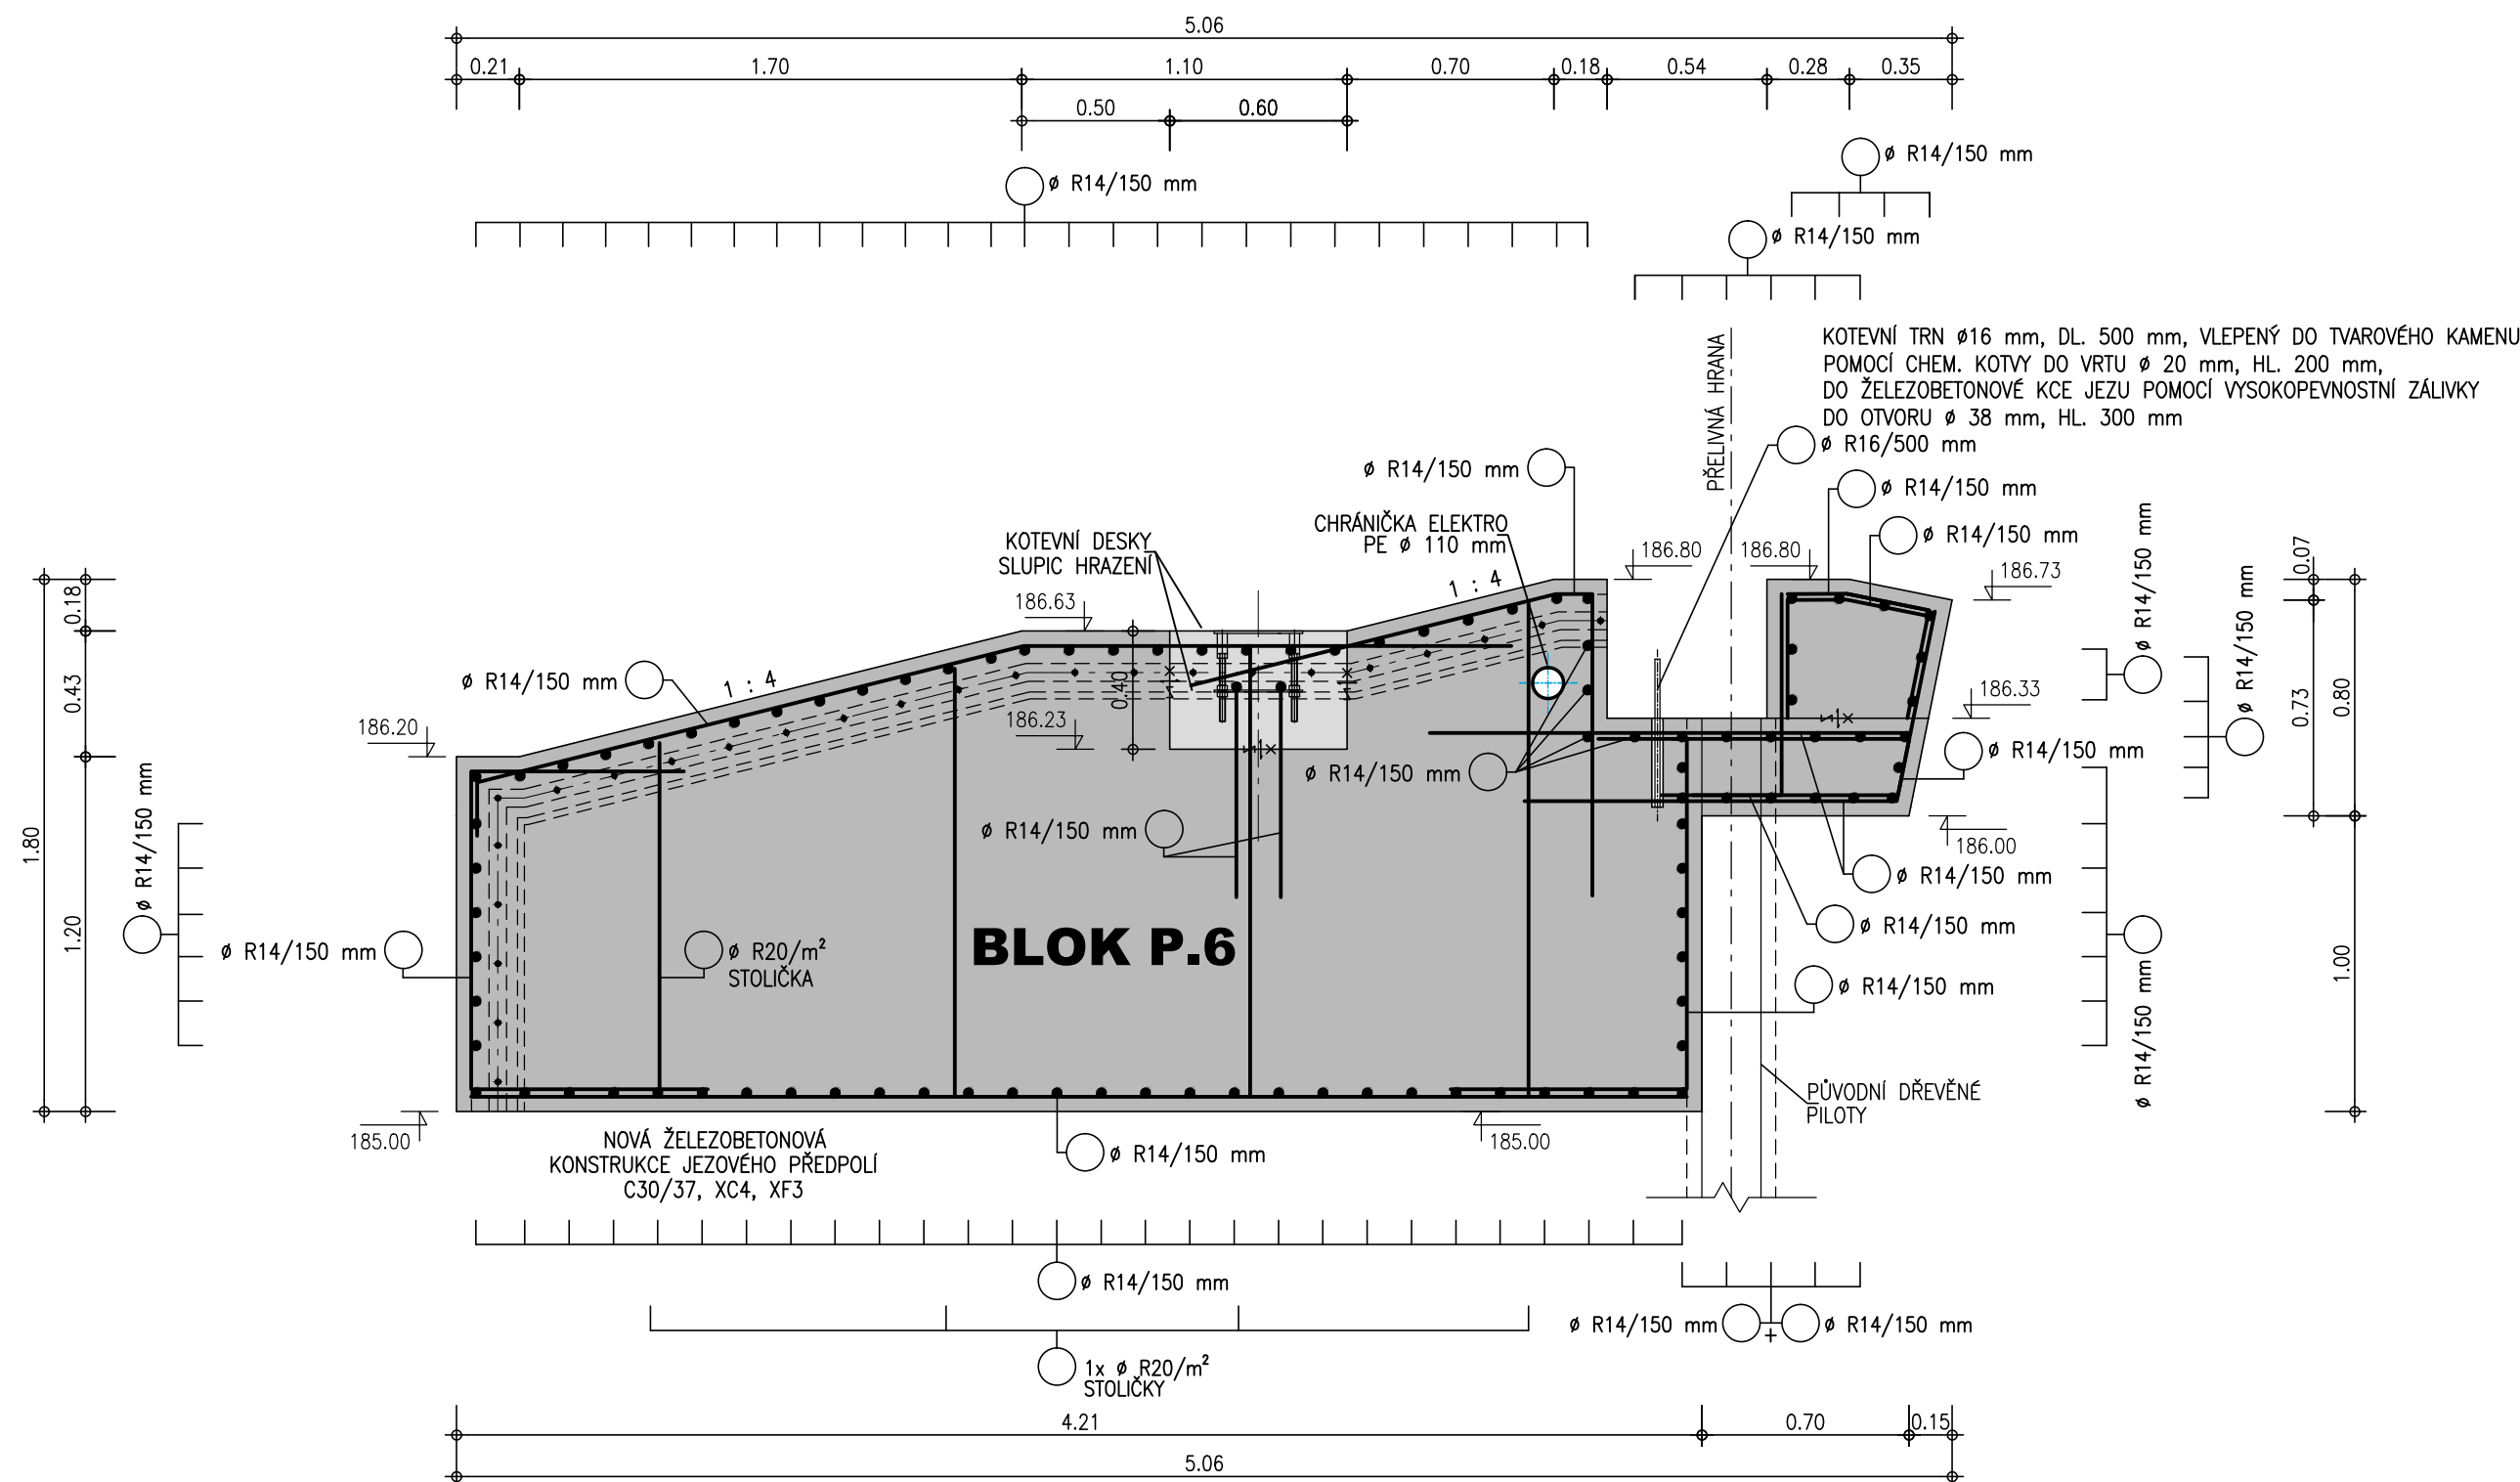 5.06
0.21 1.70 1.10 0.70 0.18 0.54 0.28 0.35
0.50 0.60
ø R14/150 mm
ø R14/150 mm
ø R14/150 mm
KOTEVNÍ TRN ø16 mm, DL. 500 mm, VLEPENÝ DO TVAROVÉHO KAMENU
POMOCÍ CHEM. KOTVY DO VRTU ø 20 mm, HL. 200 mm,
DO ŽELEZOBETONOVÉ KCE JEZU POMOCÍ VYSOKOPEVNOSTNÍ ZÁLIVKY
DO OTVORU ø 38 mm, HL. 300 mm
ø R16/500 mm
PŘELIVNÁ HRANA
ø R14/150 mm
ø R14/150 mm
ø R14/150 mm
CHRÁNIČKA ELEKTRO
PE ø 110 mm
KOTEVNÍ DESKY
SLUPIC HRAZENÍ
186.80
186.80
186.73
1 : 4
186.63
ø R14/150 mm
ø R14/150 mm
0.07
0.18
0.43
1.20
1.80
ø R14/150 mm
1 : 4
0.40
186.33
0.73
0.80
186.20
186.23
ø R14/150 mm
ø R14/150 mm
ø R14/150 mm
ø R14/150 mm
186.00
ø R14/150 mm
ø R14/150 mm
ø R14/150 mm
ø R20/m²
STOLIČKA
BLOK P.6
ø R14/150 mm
1.00
ø R14/150 mm
PŮVODNÍ DŘEVĚNÉ
PILOTY
185.00
185.00
NOVÁ ŽELEZOBETONOVÁ
KONSTRUKCE JEZOVÉHO PŘEDPOLÍ
C30/37, XC4, XF3
ø R14/150 mm
ø R14/150 mm
ø R14/150 mm + ø R14/150 mm
1x ø R20/m²
STOLIČKY
4.21 0.70 0.15
5.06